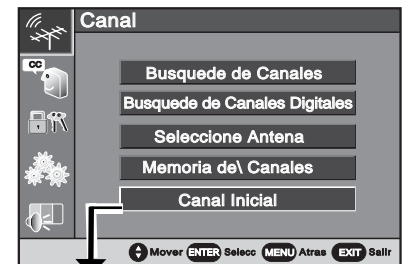 Canal
CC
Busquede de Canales
Busquede de Canales Digitales
Seleccione Antena
Memoria de\ Canales
Canal Inicial
Mover ENTER Selecc MENU Atras EXIT Salir